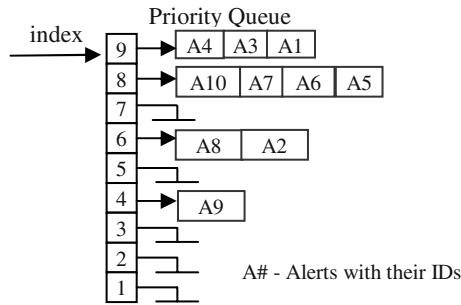 Priority Queue
index
9 A4 A3 A1
8 A10 A7 A6 A5
7
6 A8 A2
5
4 A9
3
2
1
A# - Alerts with their IDs